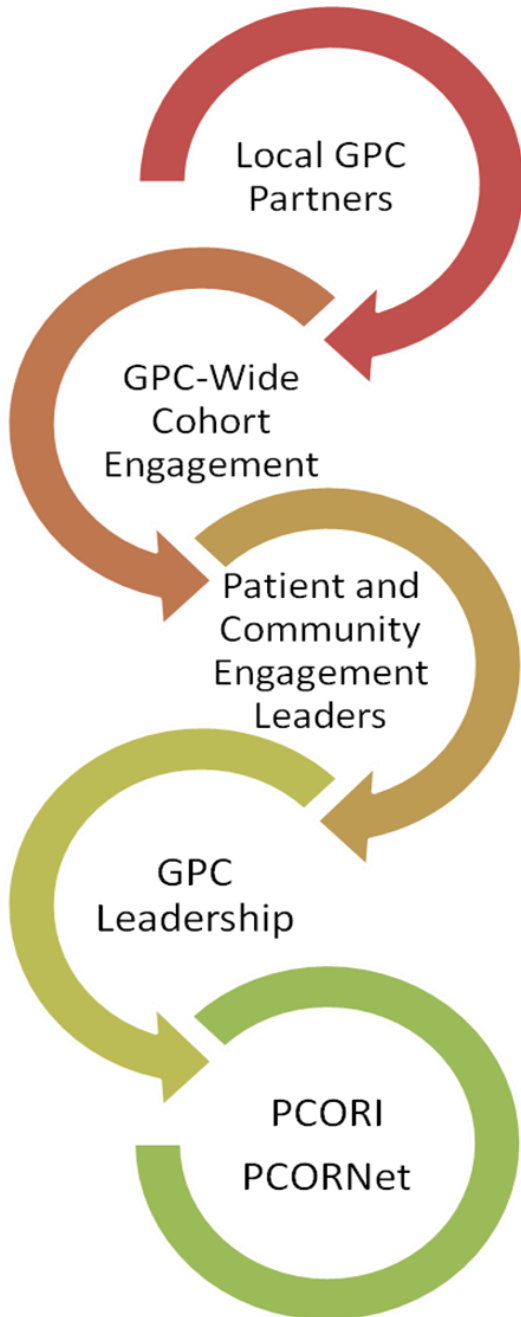 Local GPC
Partners
GPC-Wide
Cohort
Engagement
Patient and
Community
Engagement
Leaders
GPC
Leadership
PCORI
PCORNet